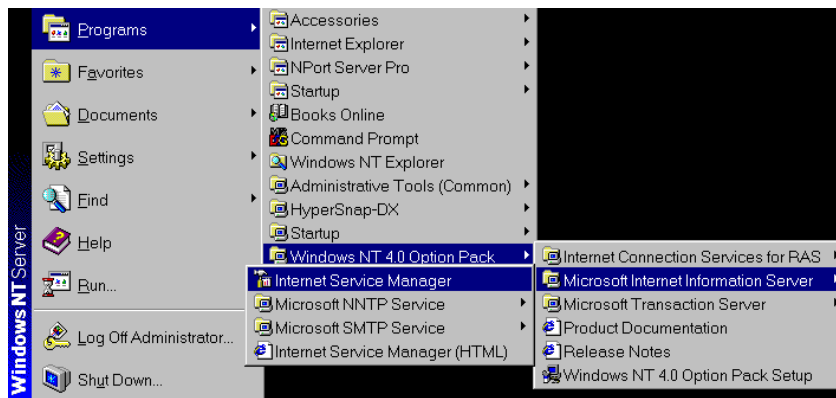 Programs
Favorites
Documents
Settings
Find
Help
Run...
Log Off Administrator...
Shut Down...
Windows NT Server
Accessories
Internet Explorer
NPort Server Pro
Startup
Books Online
Command Prompt
Windows NT Explorer
Administrative Tools (Common)
HyperSnap-DX
Startup
Windows NT 4.0 Option Pack
Internet Connection Services for RAS
Microsoft Internet Information Server
Microsoft Transaction Server
Product Documentation
Release Notes
Windows NT 4.0 Option Pack Setup
Internet Service Manager
Microsoft NNTP Service
Microsoft SMTP Service
Internet Service Manager (HTML)